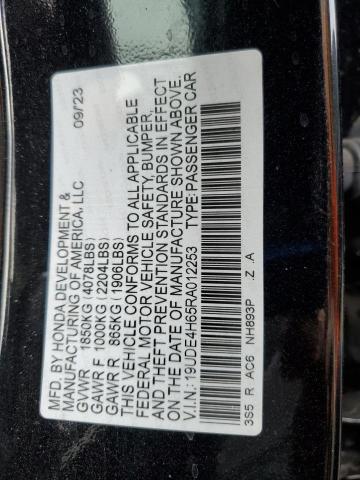 MFD. BY HONDA DEVELOPMENT & 09/23
MANUFACTURING OF AMERICA, LLC
GVWR 1850KG (4078LBS)
GAWR F 1000KG (2204LBS)
GAWR R 865KG (1906LBS)
THIS VEHICLE CONFORMS TO ALL APPLICABLE
FEDERAL MOTOR VEHICLE SAFETY, BUMPER,
AND THEFT PREVENTION STANDARDS IN EFFECT
ON THE DATE OF MANUFACTURE SHOWN ABOVE.
V.I.N.: 19UDE4H65RA012253 TYPE: PASSENGER CAR
3S5 R AC6 NH893P .Z .A